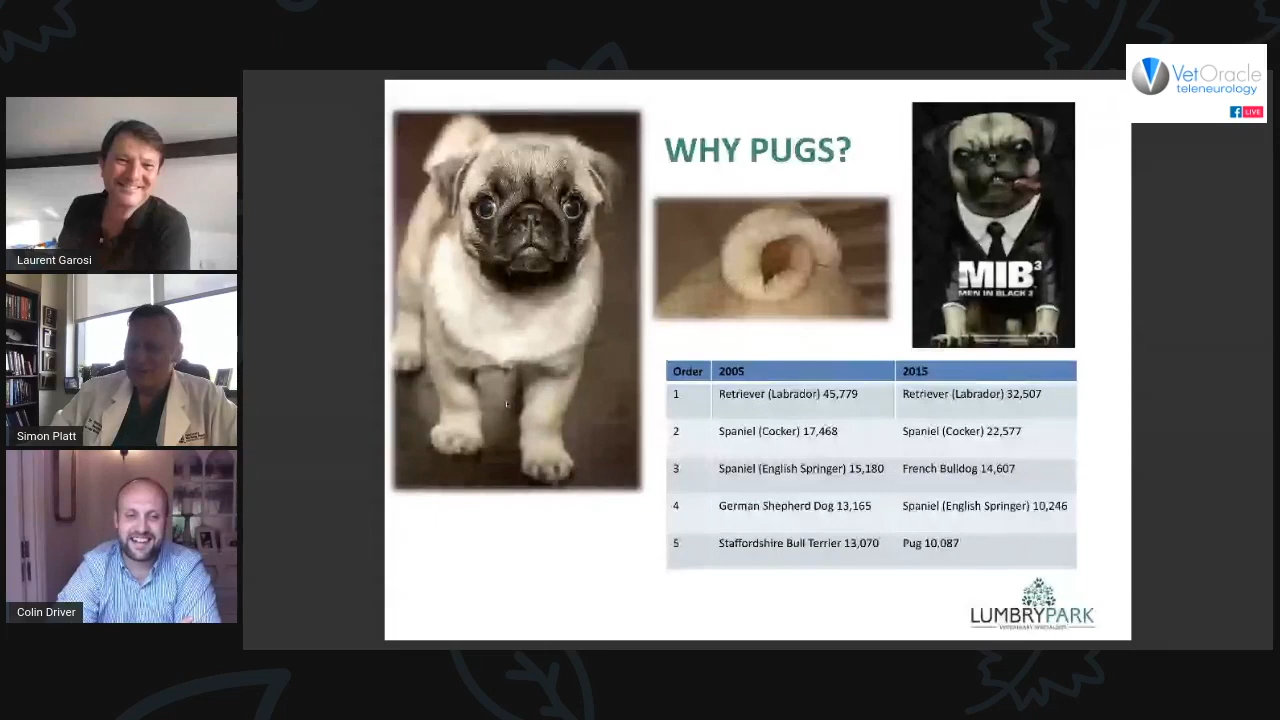 VetOracle
teleneurology
LIVE
Laurent Garosi
Simon Platt
Colin Driver
WHY PUGS?
MIB³
MEN IN BLACK 3
Order 2005 2015
1 Retriever (Labrador) 45,779 Retriever (Labrador) 32,507
2 Spaniel (Cocker) 17,468 Spaniel (Cocker) 22,577
3 Spaniel (English Springer) 15,180 French Bulldog 14,607
4 German Shepherd Dog 13,165 Spaniel (English Springer) 10,246
5 Staffordshire Bull Terrier 13,070 Pug 10,087
LUMBRYPARK
VETERINARY SPECIALISTS